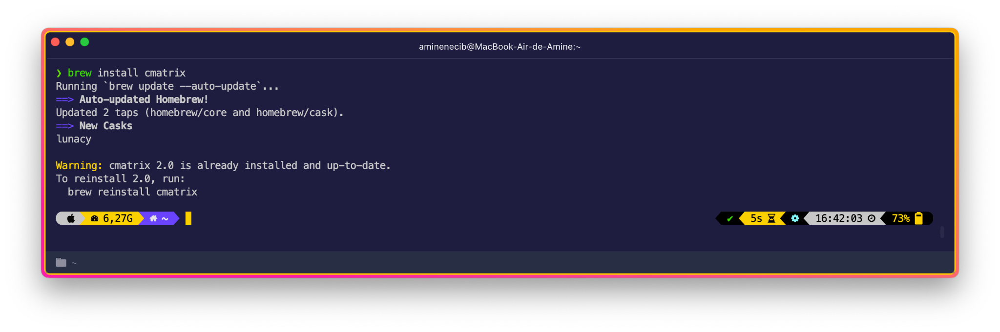 aminenecib@MacBook-Air-de-Amine:~
❯ brew install cmatrix
Running `brew update --auto-update`...
==> Auto-updated Homebrew!
Updated 2 taps (homebrew/core and homebrew/cask).
==> New Casks
lunacy
Warning: cmatrix 2.0 is already installed and up-to-date.
To reinstall 2.0, run:
  brew reinstall cmatrix
6,27G ~ ✔ 5s 16:42:03 73%
~